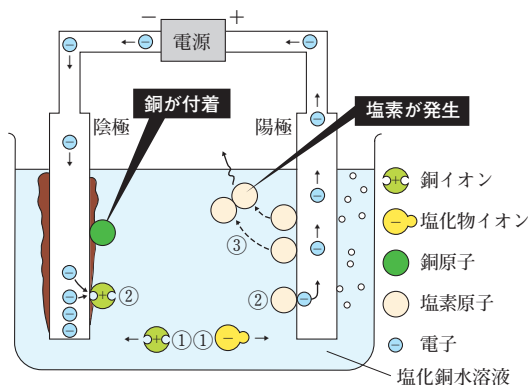 − 電源 +
銅が付着
塩素が発生
陰極
陽極
③
②
②
①①
+ 銅イオン
− 塩化物イオン
銅原子
塩素原子
− 電子
塩化銅水溶液